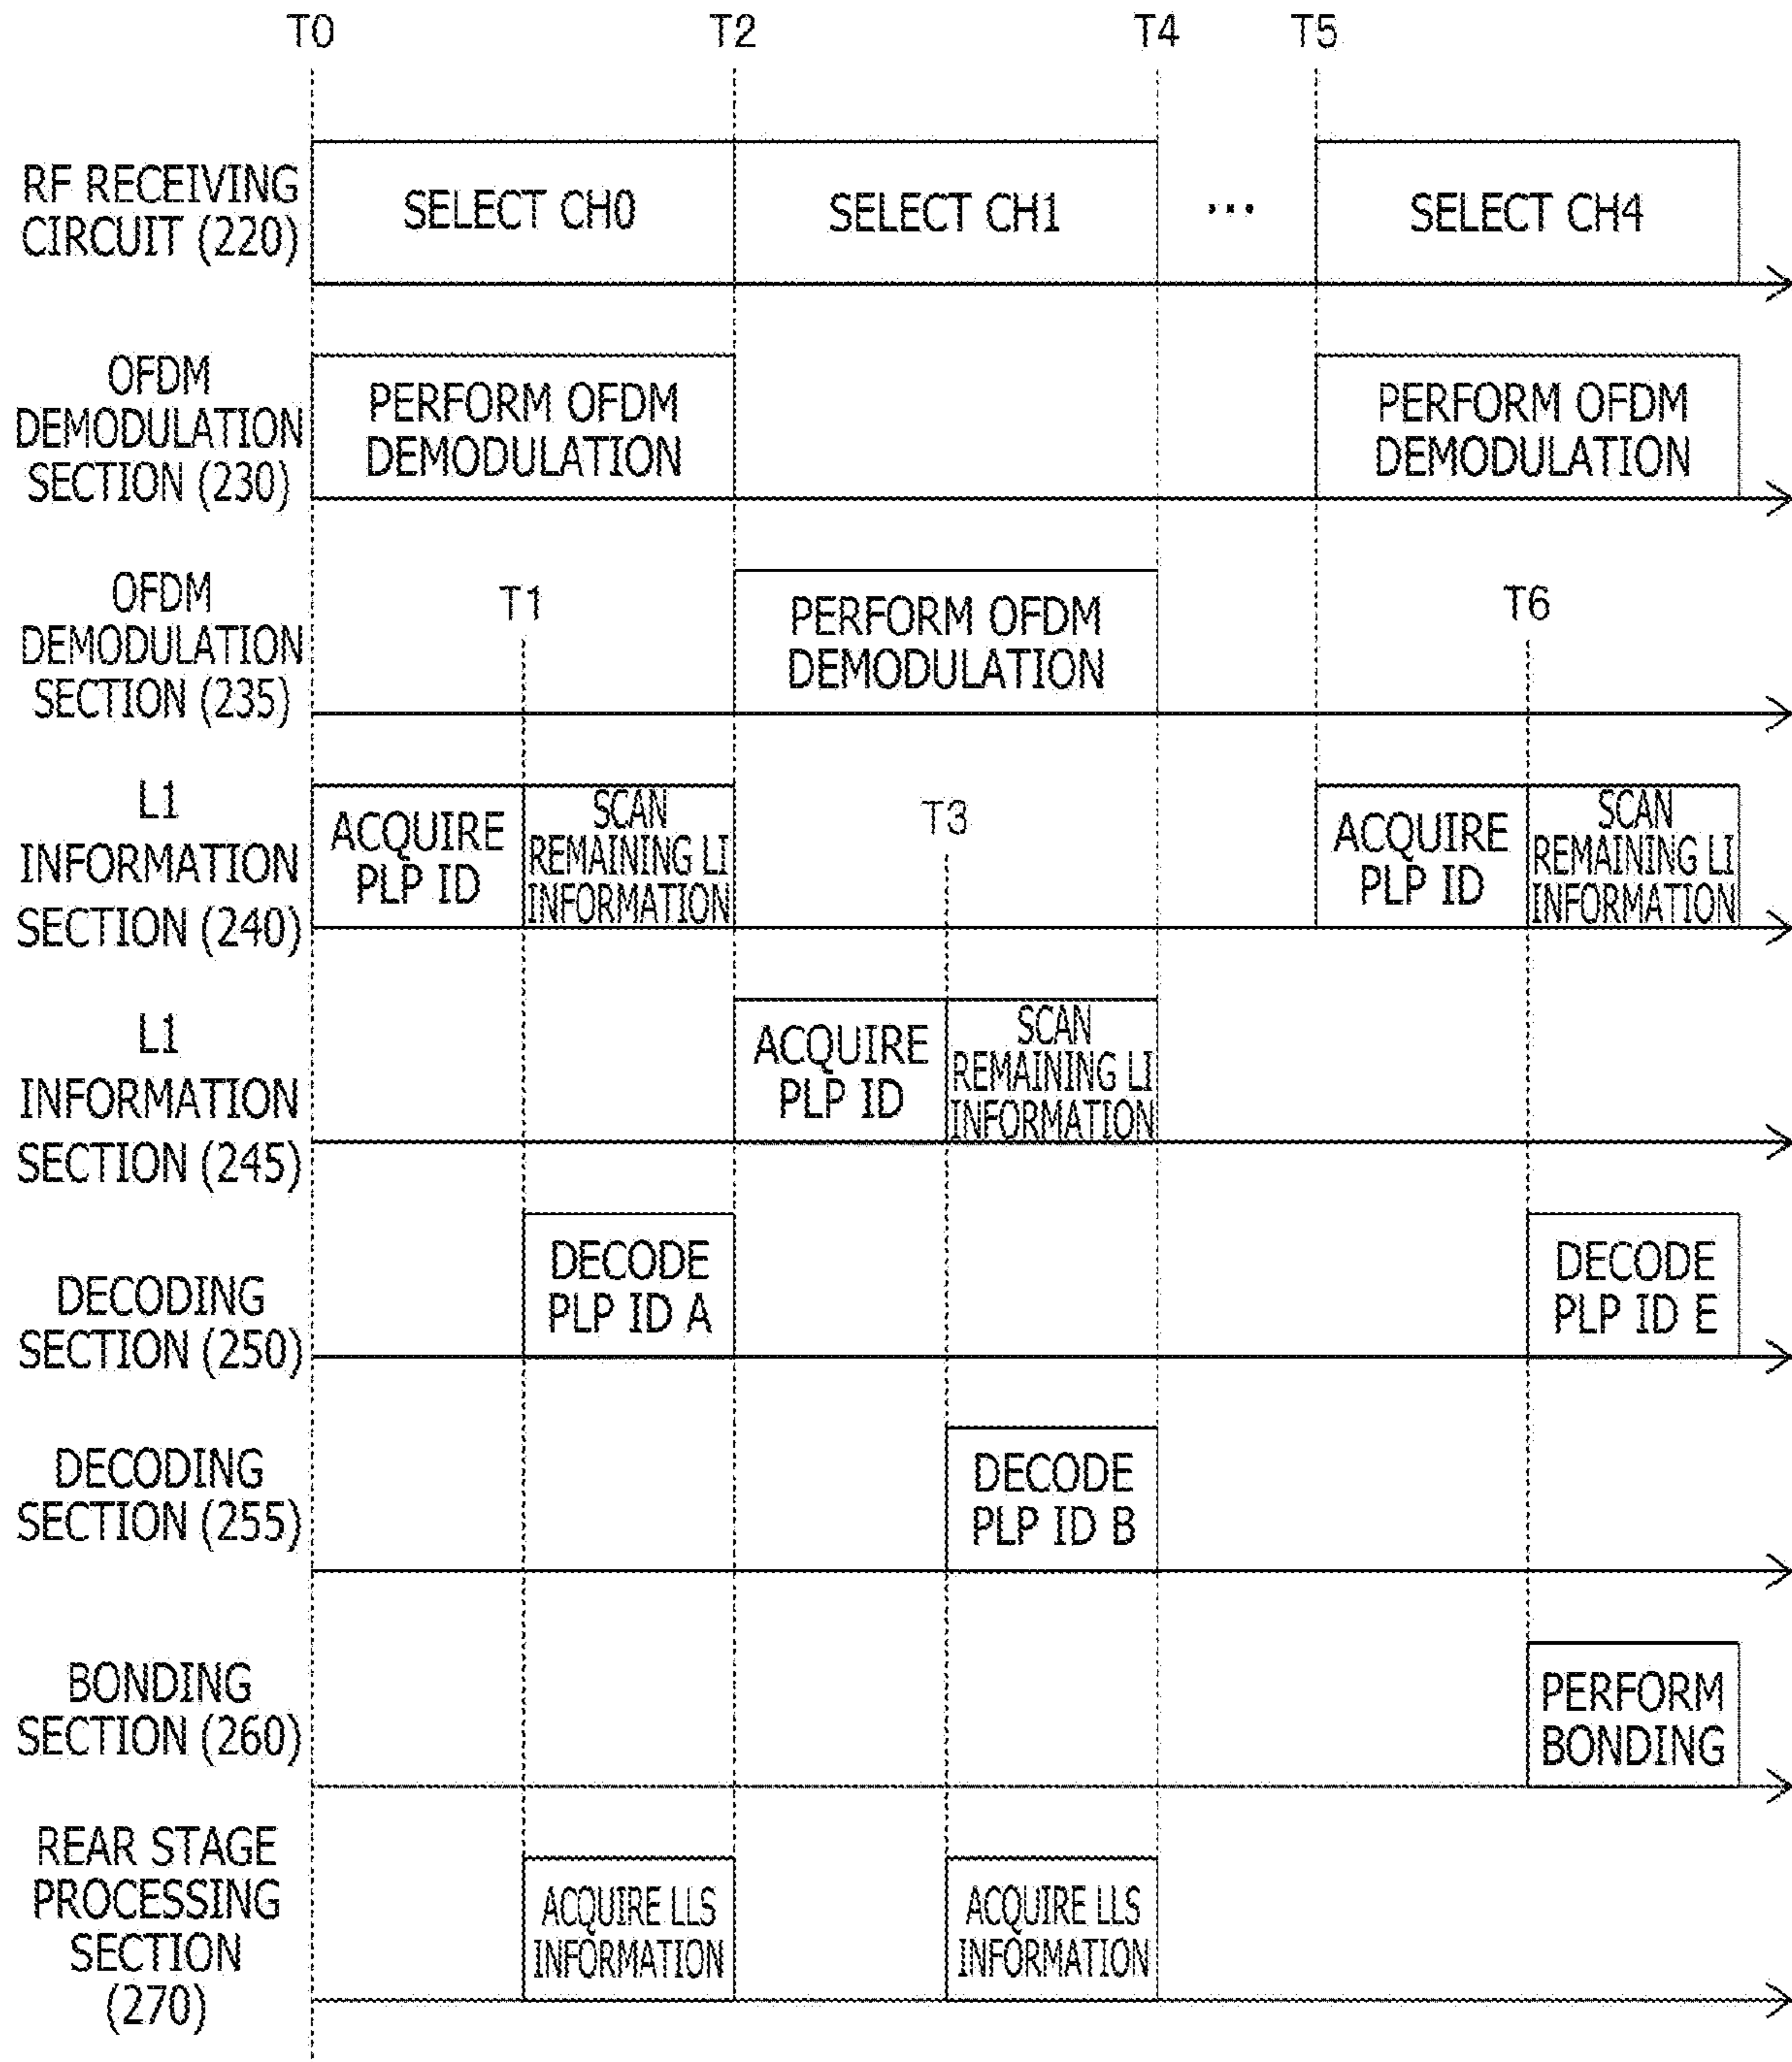 T0
T2
T4
T5
RF RECEIVING
CIRCUIT (220)
SELECT CH0
SELECT CH1
...
SELECT CH4
OFDM
DEMODULATION
SECTION (230)
PERFORM OFDM
DEMODULATION
PERFORM OFDM
DEMODULATION
OFDM
DEMODULATION
SECTION (235)
T1
PERFORM OFDM
DEMODULATION
T6
L1
INFORMATION
SECTION (240)
ACQUIRE
PLP ID
SCAN
REMAINING LI
INFORMATION
T3
ACQUIRE
PLP ID
SCAN
REMAINING LI
INFORMATION
L1
INFORMATION
SECTION (245)
ACQUIRE
PLP ID
SCAN
REMAINING LI
INFORMATION
DECODING
SECTION (250)
DECODE
PLP ID A
DECODE
PLP ID E
DECODING
SECTION (255)
DECODE
PLP ID B
BONDING
SECTION (260)
PERFORM
BONDING
REAR STAGE
PROCESSING
SECTION
(270)
ACQUIRE LLS
INFORMATION
ACQUIRE LLS
INFORMATION